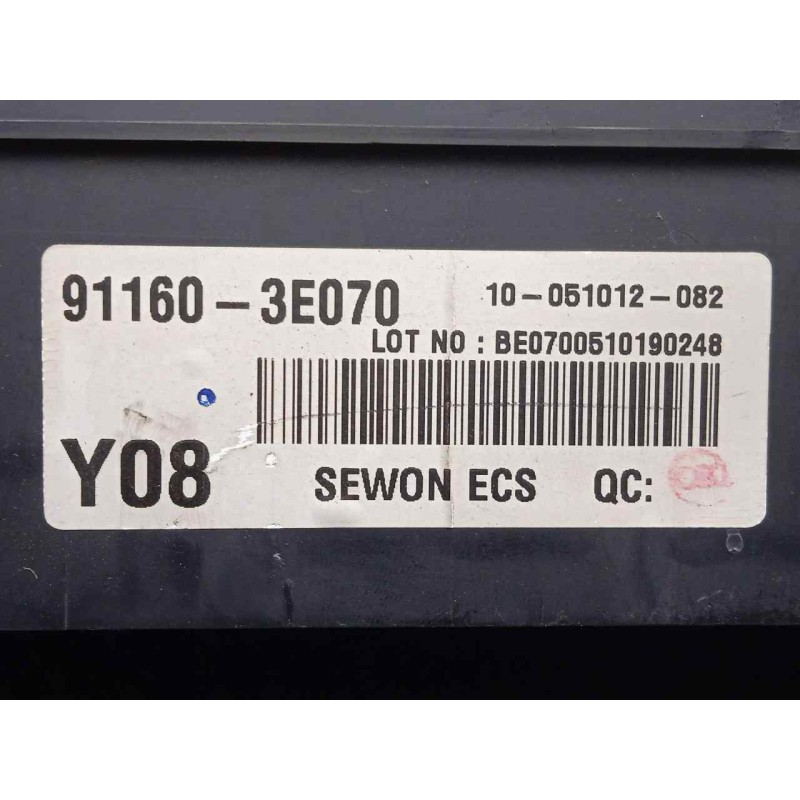 91160-3E070 10-051012-082
LOT NO : BE0700510190248
Y08 SEWON ECS QC: